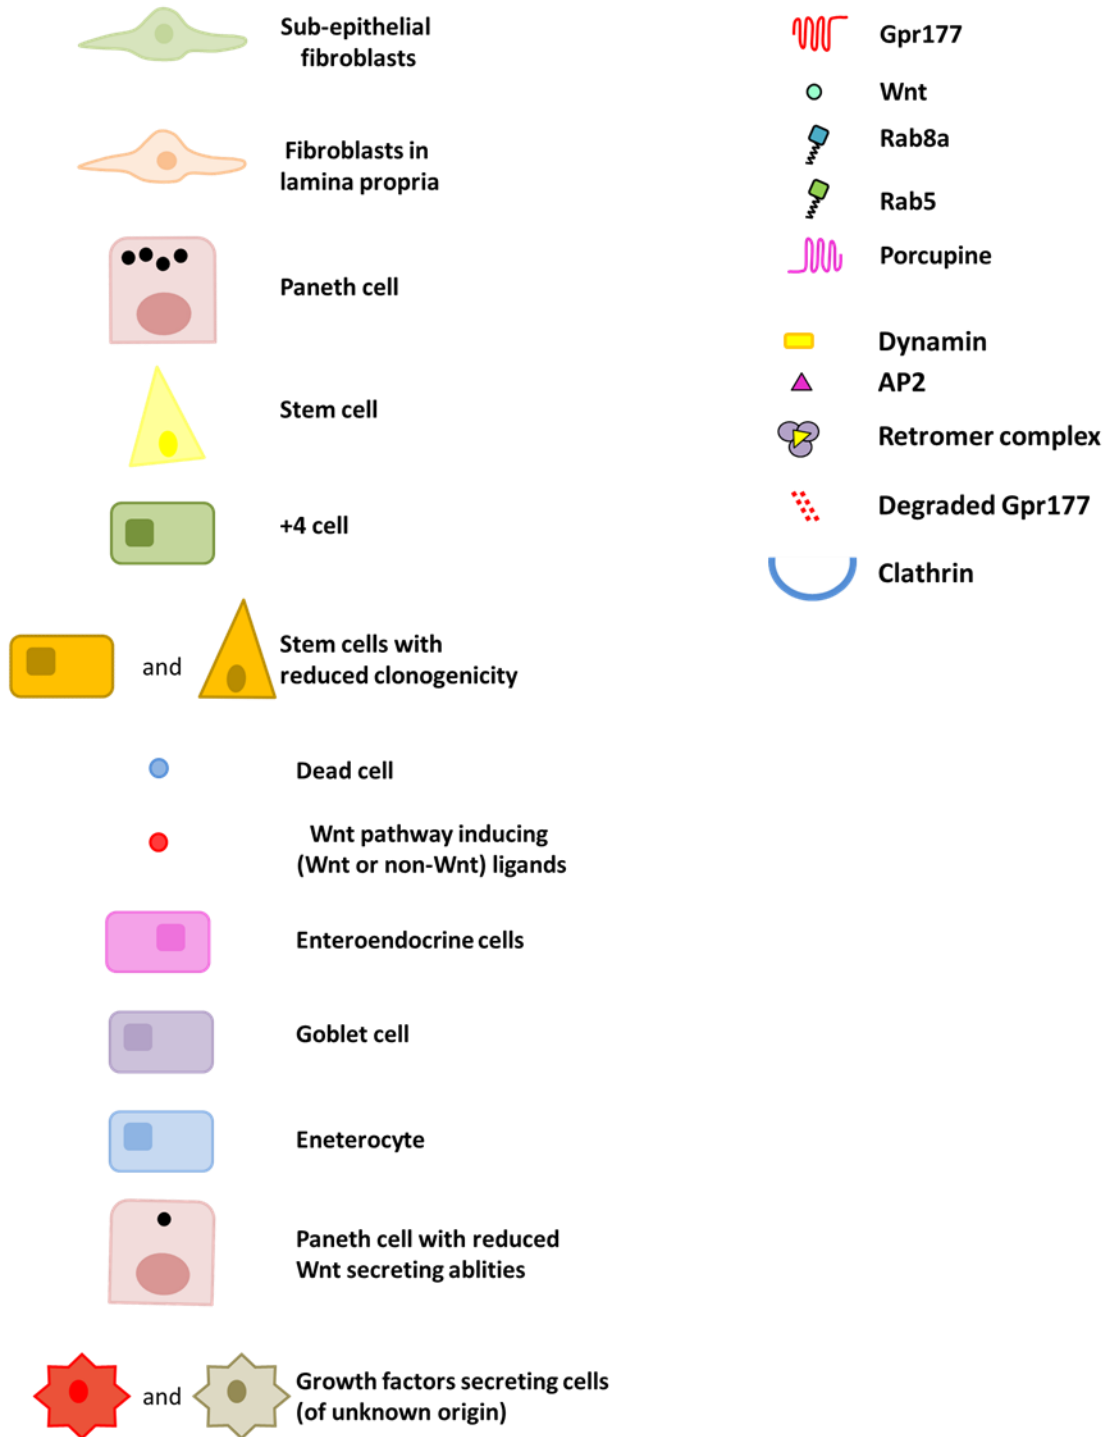 Sub-epithelial
fibroblasts
Fibroblasts in
lamina propria
Paneth cell
Stem cell
+4 cell
and
Stem cells with
reduced clonogenicity
Dead cell
Wnt pathway inducing
(Wnt or non-Wnt) ligands
Enteroendocrine cells
Goblet cell
Eneterocyte
Paneth cell with reduced
Wnt secreting ablities
and
Growth factors secreting cells
(of unknown origin)
Gpr177
Wnt
Rab8a
Rab5
Porcupine
Dynamin
AP2
Retromer complex
Degraded Gpr177
Clathrin